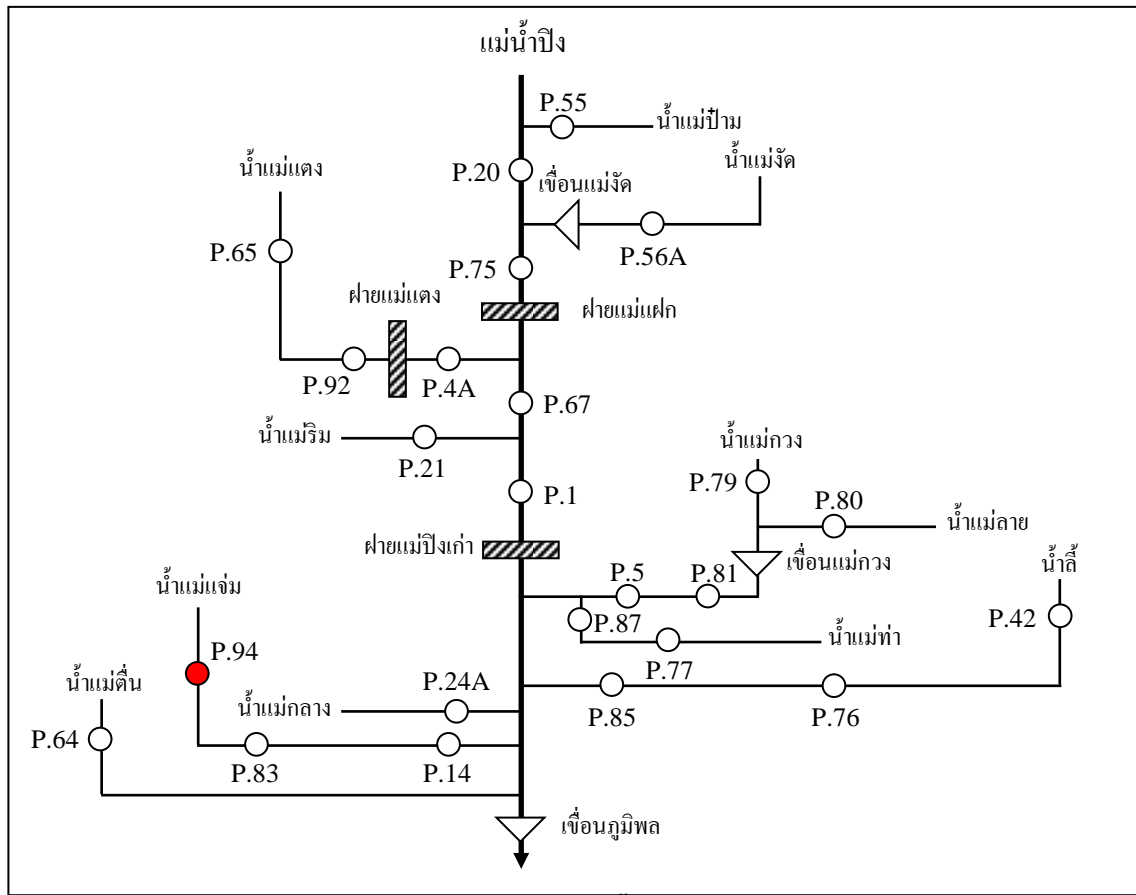 แม่น้ำปิง
P.55
น้ำแม่ป๋าม
น้ำแม่แตง
P.20
เขื่อนแม่งัด
น้ำแม่งัด
P.65
P.56A
P.75
ฝายแม่แตง
ฝายแม่แฝก
P.92
P.4A
P.67
น้ำแม่ริม
P.21
น้ำแม่กวง
P.79
P.1
P.80
น้ำแม่ลาย
ฝายแม่ปิงเก่า
เขื่อนแม่กวง
น้ำลี้
น้ำแม่แจ่ม
P.5
P.81
P.42
P.87
น้ำแม่ท่า
P.94
P.77
น้ำแม่ตื่น
P.24A
น้ำแม่กลาง
P.85
P.76
P.64
P.83
P.14
เขื่อนภูมิพล